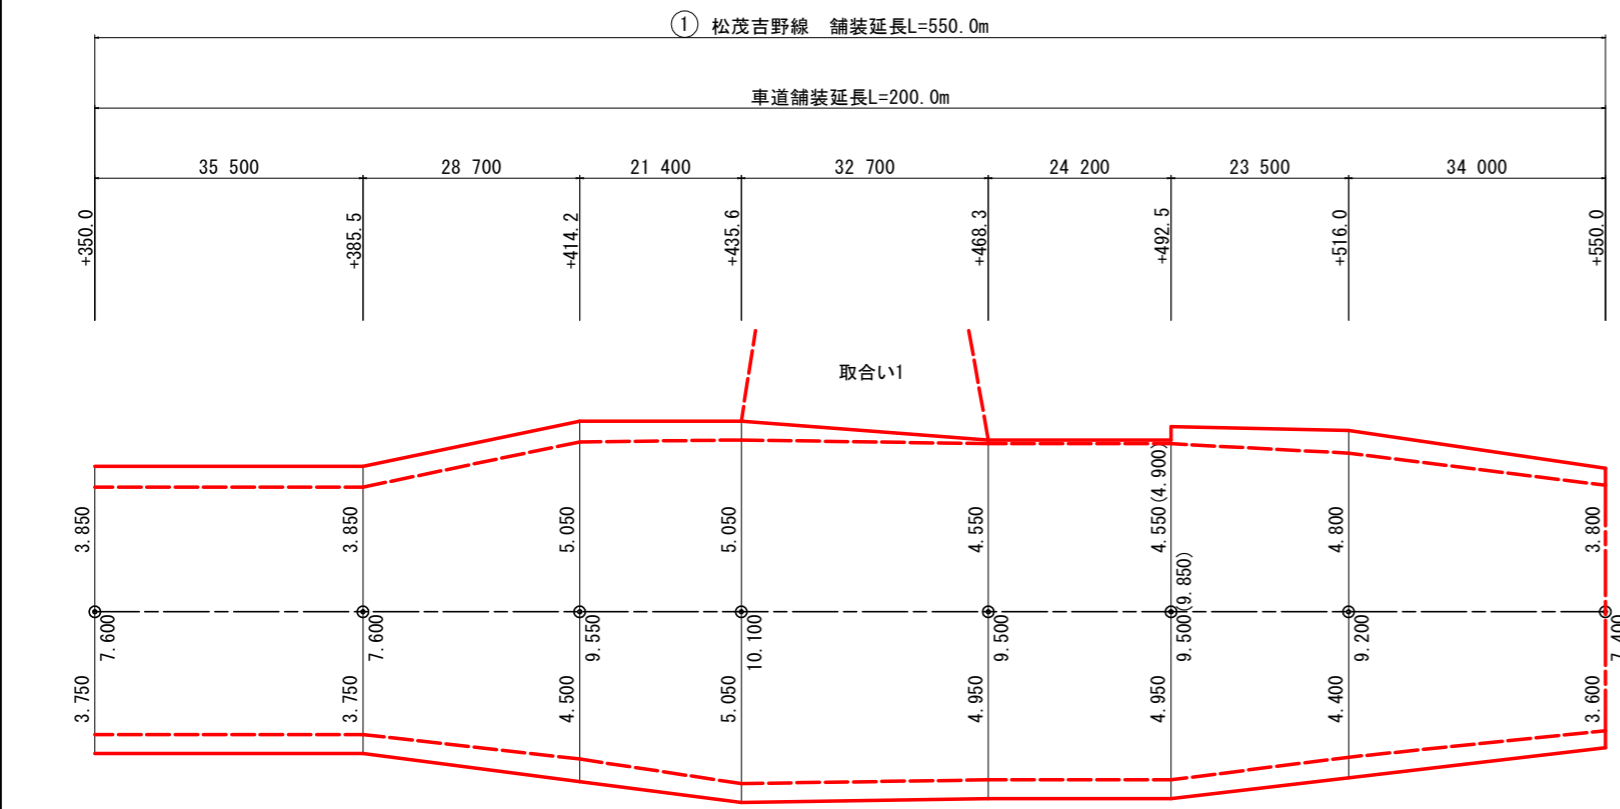 ① 松茂吉野線　舗装延長L=550.0m
車道舗装延長L=200.0m
35 500 28 700 21 400 32 700 24 200 23 500 34 000
+350.0 +385.5 +414.2 +435.6 +468.3 +492.5 +516.0 +550.0
取合い1
3.850 3.850 5.050 5.050 4.550 4.550(4.900) 4.800 3.800
7.600 7.600 9.550 10.100 9.500 9.500(9.850) 9.200 7.400
3.750 3.750 4.500 5.050 4.950 4.950 4.400 3.600